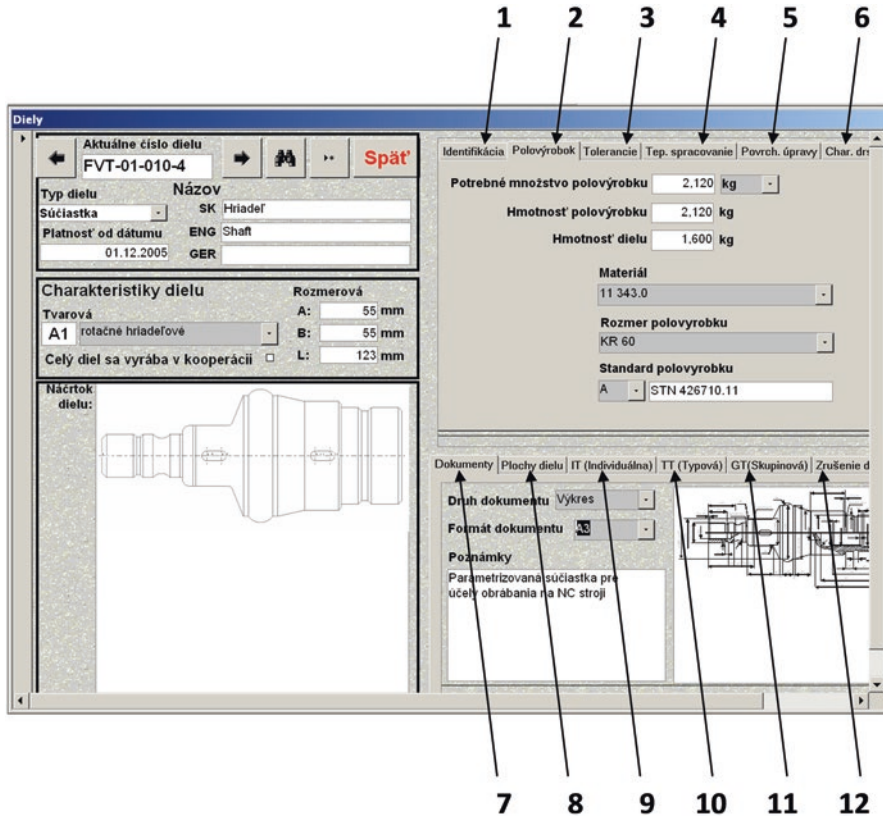 1 2 3 4 5 6
Diely
Aktuálne číslo dielu
FVT-01-010-4
Späť
Typ dielu
Názov
Súčiastka
SK Hriadeľ
Platnosť od dátumu
ENG Shaft
01.12.2005
GER
Charakteristiky dielu
Rozmerová
Tvarová
A: 55 mm
A1 rotačné hriadeľové
B: 55 mm
Celý diel sa vyrába v kooperácii
L: 123 mm
Náčrtok
dielu:
Identifikácia Polovýrobok Tolerancie Tep. spracovanie Povrch. úpravy Char. drs
Potrebné množstvo polovýrobku 2,120 kg
Hmotnosť polovýrobku 2,120 kg
Hmotnosť dielu 1,600 kg
Materiál
11 343.0
Rozmer polovyrobku
KR 60
Standard polovyrobku
A STN 426710.11
Dokumenty Plochy dielu IT (Individuálna) TT (Typová) GT(Skupinová) Zrušenie d
Druh dokumentu Výkres
Formát dokumentu A3
Poznámky
Parametrizovaná súčiastka pre
účely obrábania na NC stroji
7 8 9 10 11 12